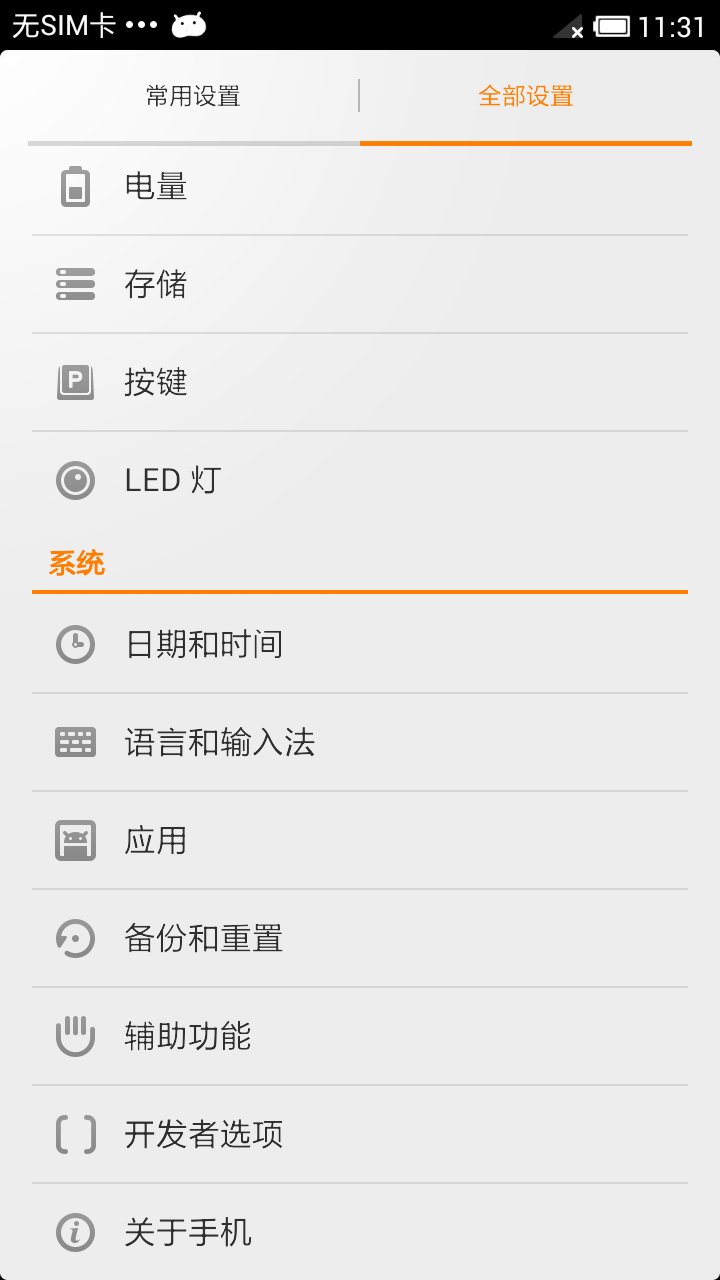 无SIM卡 ••• 11:31
常用设置 全部设置
电量
存储
按键
LED 灯
系统
日期和时间
语言和输入法
应用
备份和重置
辅助功能
开发者选项
关于手机